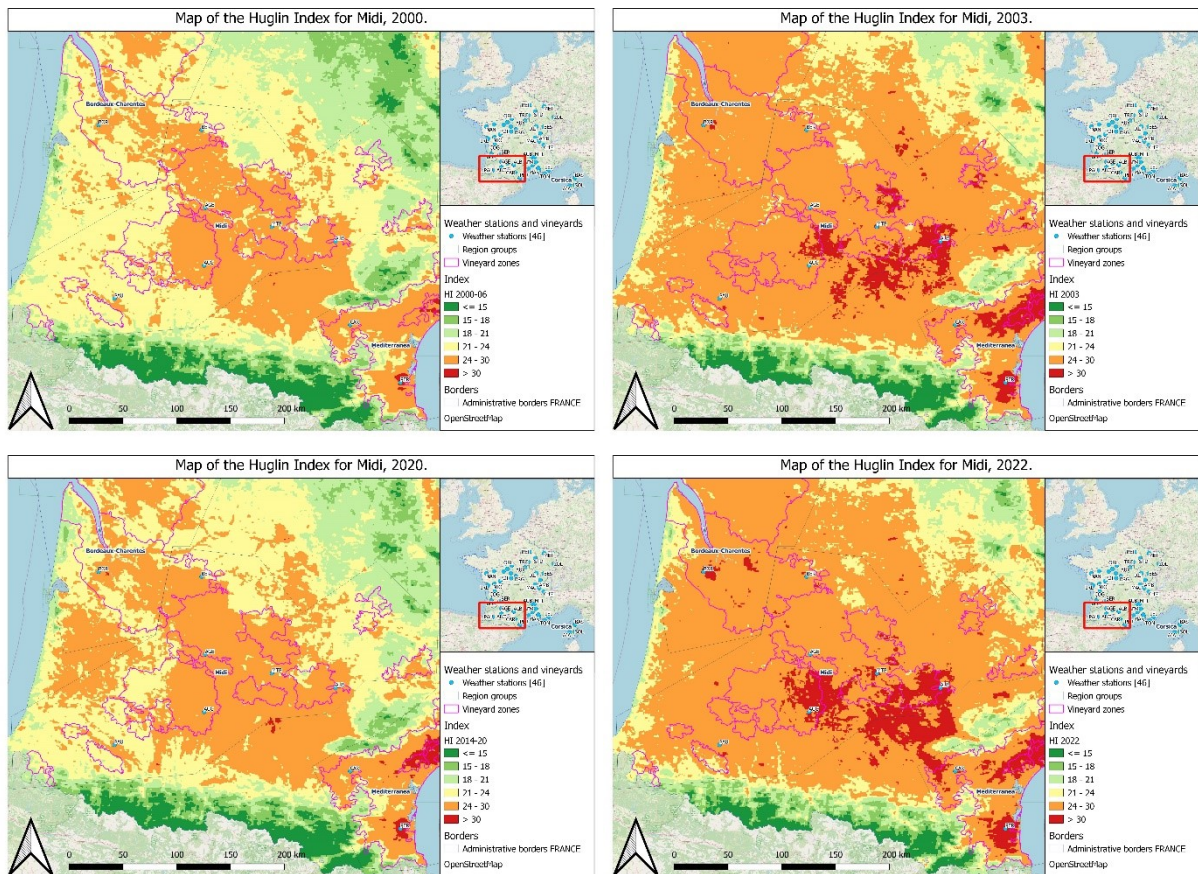 Map of the Huglin Index for Midi, 2000.
Bordeaux-Charentes
Midi
Mediterranea
Corsica
Weather stations and vineyards
Weather stations [46]
Region groups
Vineyard zones
Index
HI 2000-06
<= 15
15 - 18
18 - 21
21 - 24
24 - 30
> 30
Borders
Administrative borders FRANCE
OpenStreetMap
0 50 100 200 km
Map of the Huglin Index for Midi, 2003.
Bordeaux-Charentes
Midi
Mediterranea
Corsica
Weather stations and vineyards
Weather stations [46]
Region groups
Vineyard zones
Index
HI 2003
<= 15
15 - 18
18 - 21
21 - 24
24 - 30
> 30
Borders
Administrative borders FRANCE
OpenStreetMap
0 50 100 200 km
Map of the Huglin Index for Midi, 2020.
Bordeaux-Charentes
Midi
Mediterranea
Corsica
Weather stations and vineyards
Weather stations [46]
Region groups
Vineyard zones
Index
HI 2014-20
<= 15
15 - 18
18 - 21
21 - 24
24 - 30
> 30
Borders
Administrative borders FRANCE
OpenStreetMap
0 50 100 200 km
Map of the Huglin Index for Midi, 2022.
Bordeaux-Charentes
Midi
Mediterranea
Corsica
Weather stations and vineyards
Weather stations [46]
Region groups
Vineyard zones
Index
HI 2022
<= 15
15 - 18
18 - 21
21 - 24
24 - 30
> 30
Borders
Administrative borders FRANCE
OpenStreetMap
0 50 100 200 km